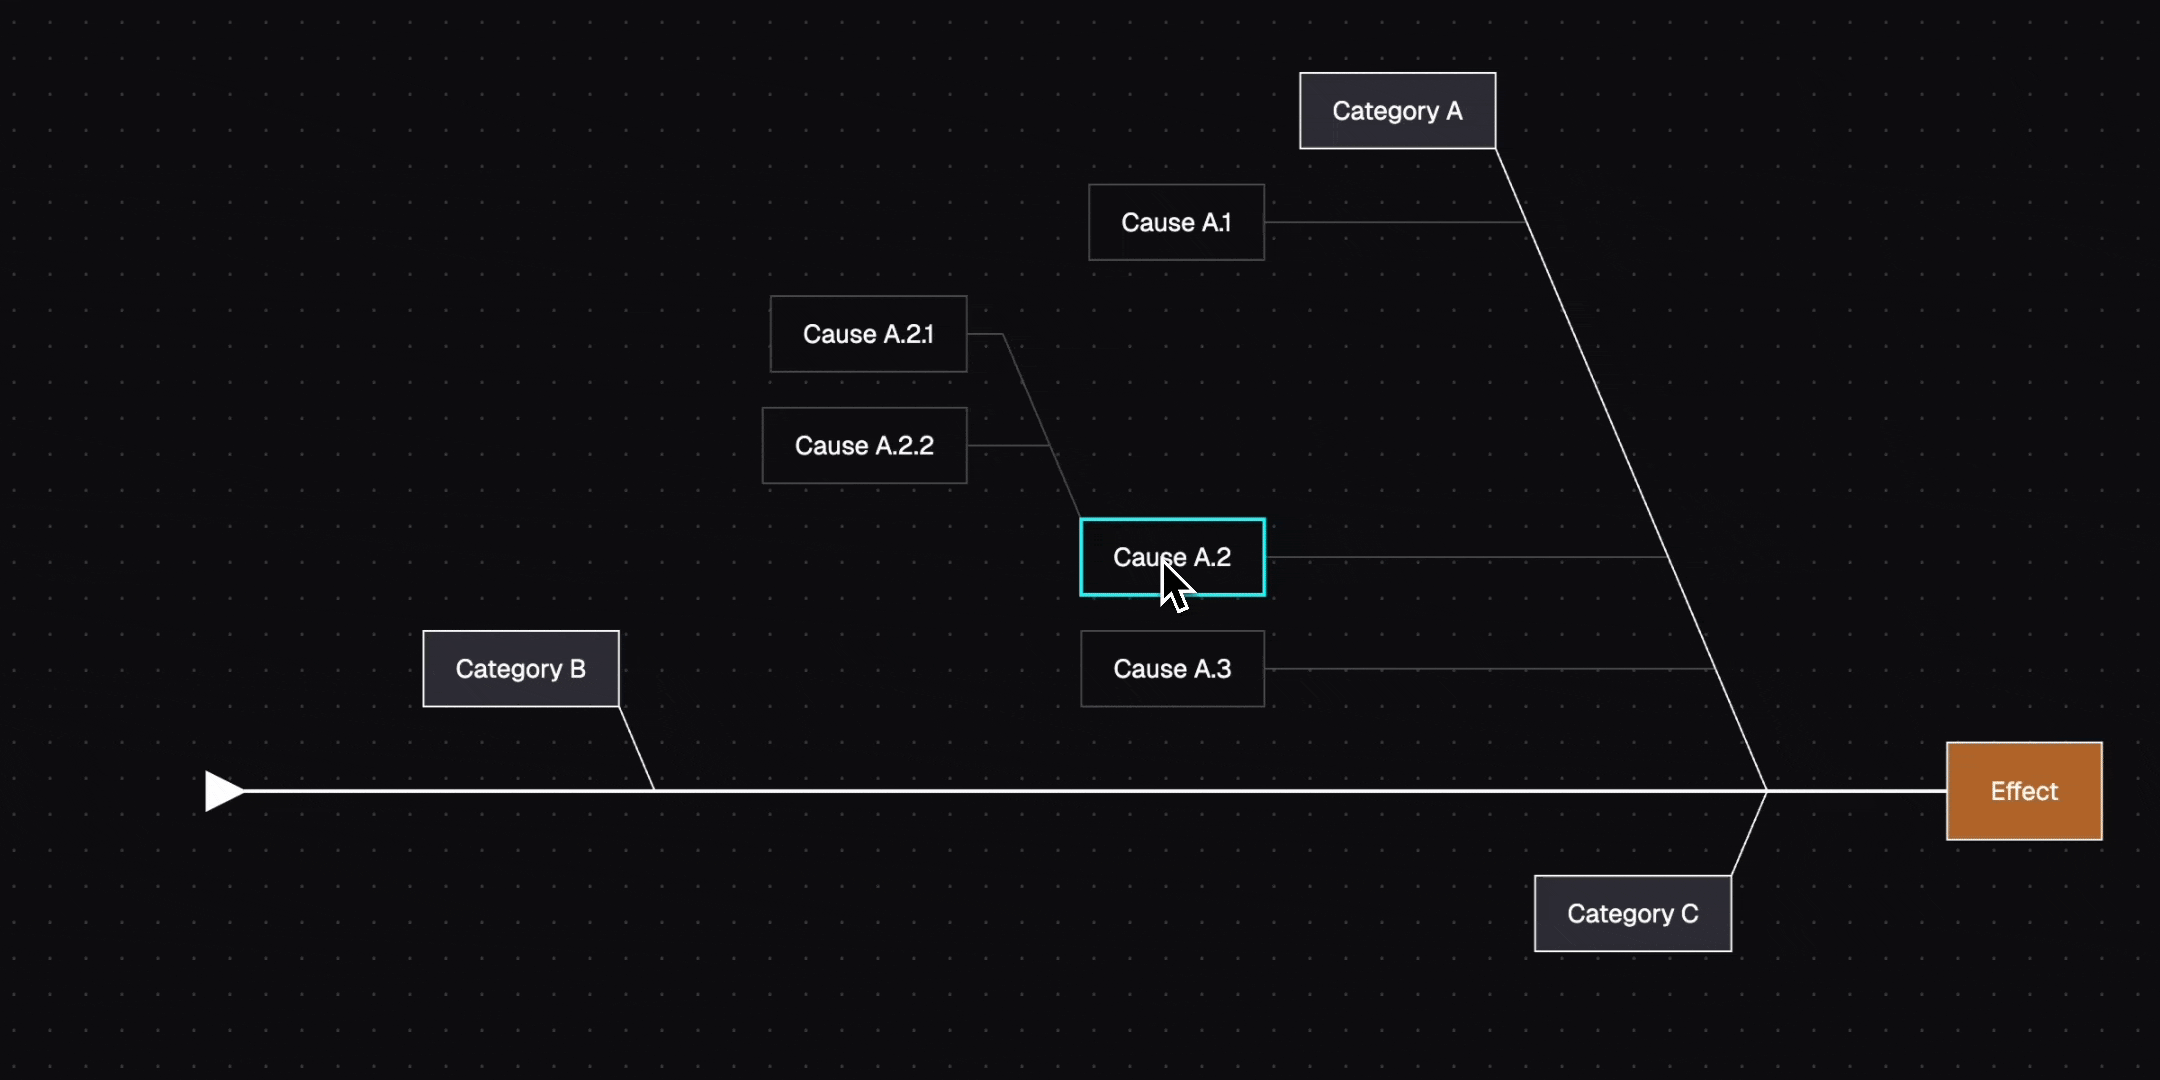 Category A
Cause A.1
Cause A.2.1
Cause A.2.2
Cause A.2
Category B
Cause A.3
Effect
Category C